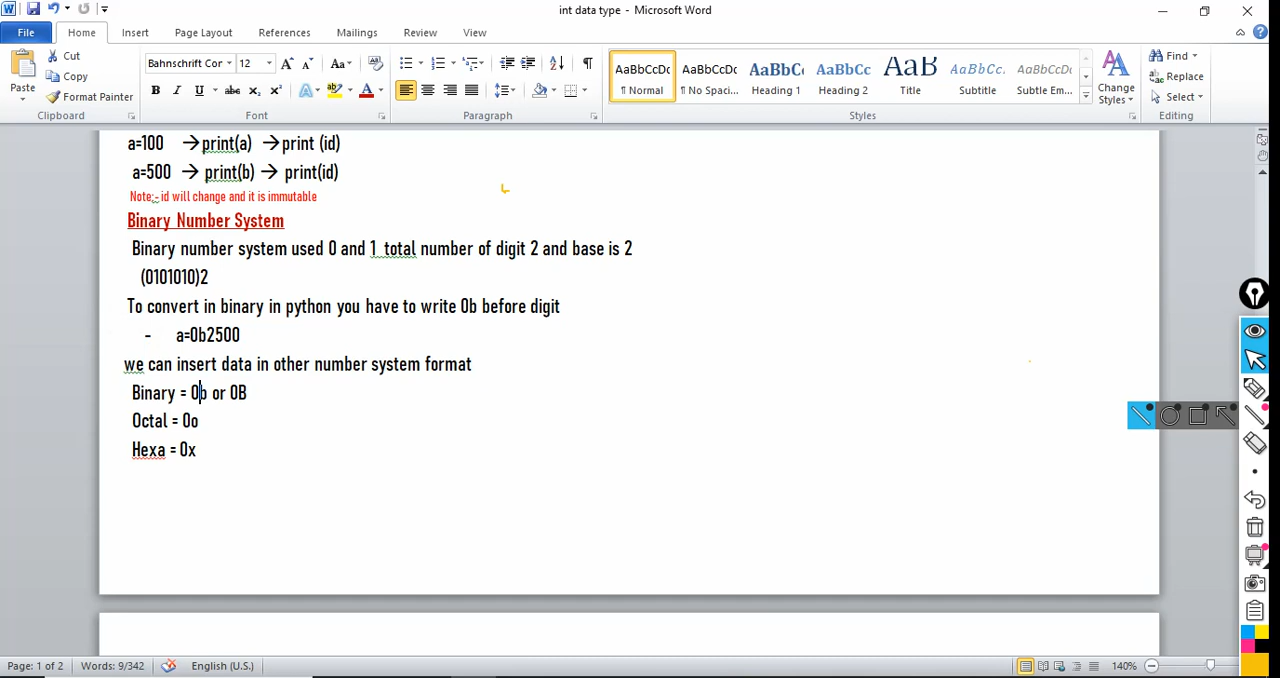 int data type - Microsoft Word
File Home Insert Page Layout References Mailings Review View
Cut
Copy
Format Painter
Paste
Clipboard
Bahnschrift Cor 12
Font
Paragraph
AaBbCcDc AaBbCcDc AaBbCc AaBbCc AaB AaBbCc. AaBbCcDc
¶ Normal ¶ No Spaci... Heading 1 Heading 2 Title Subtitle Subtle Em...
Change Styles
Styles
Find
Replace
Select
Editing
a=100 →print(a) →print (id)
a=500 → print(b) → print(id)
Note;- id will change and it is immutable
Binary Number System
Binary number system used 0 and 1 total number of digit 2 and base is 2
(0101010)2
To convert in binary in python you have to write 0b before digit
- a=0b2500
we can insert data in other number system format
Binary = 0b or 0B
Octal = 0o
Hexa = 0x
Page: 1 of 2 Words: 9/342 English (U.S.) 140%